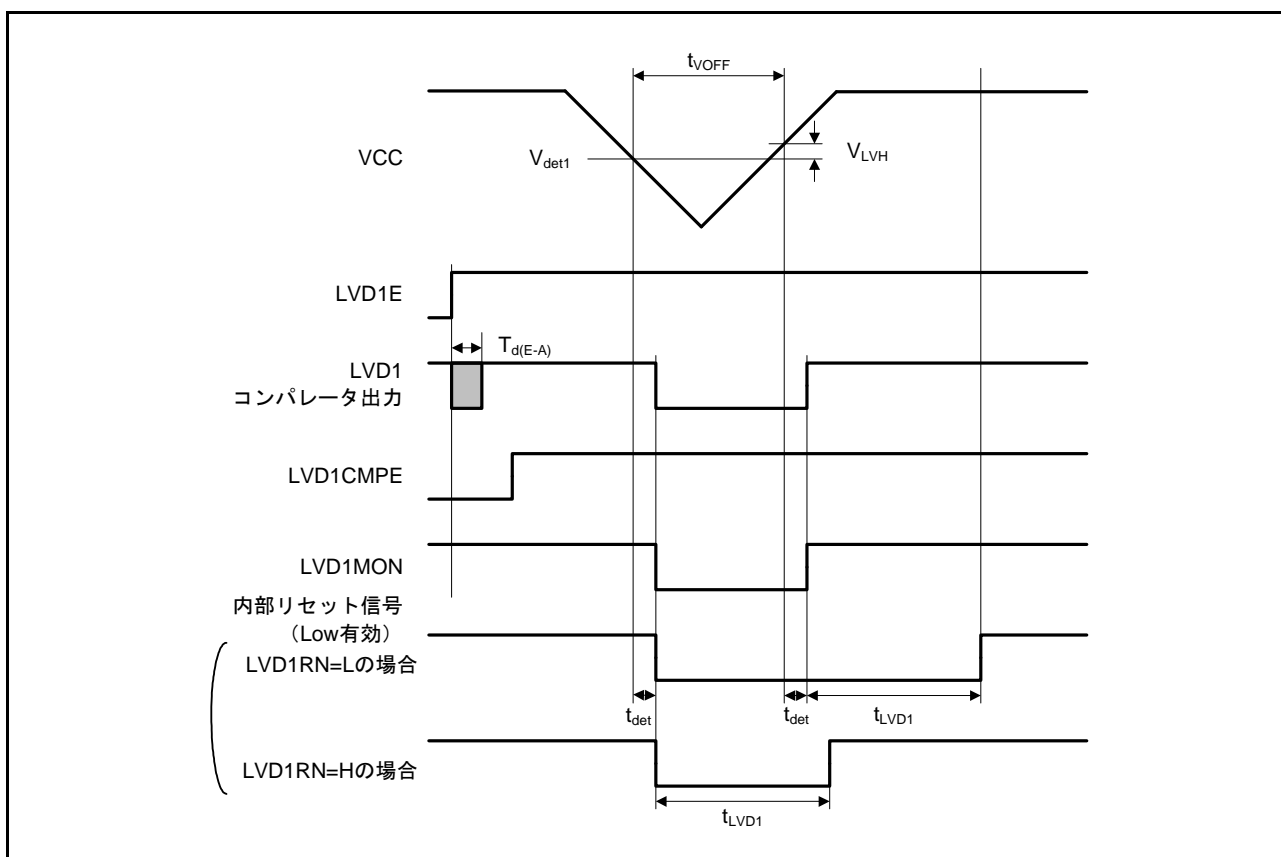 tVOFF
VCC
Vdet1
VLVH
LVD1E
Td(E-A)
LVD1
コンパレータ出力
LVD1CMPE
LVD1MON
内部リセット信号
（Low有効）
LVD1RN=Lの場合
tdet
tdet
tLVD1
LVD1RN=Hの場合
tLVD1